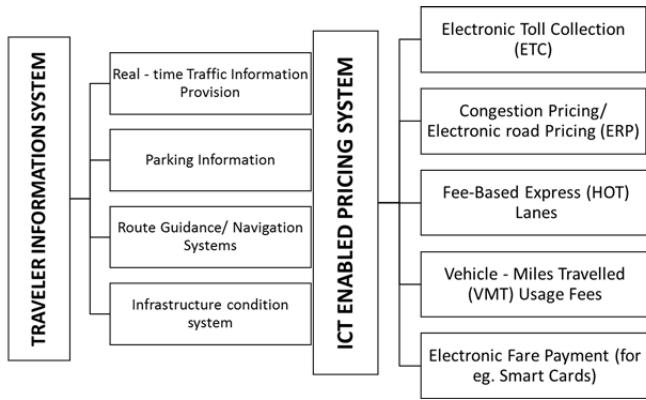 TRAVELER INFORMATION SYSTEM
Real - time Traffic Information
Provision
Parking Information
Route Guidance/ Navigation
Systems
Infrastructure condition
system
ICT ENABLED PRICING SYSTEM
Electronic Toll Collection
(ETC)
Congestion Pricing/
Electronic road Pricing (ERP)
Fee-Based Express (HOT)
Lanes
Vehicle - Miles Travelled
(VMT) Usage Fees
Electronic Fare Payment (for
eg. Smart Cards)